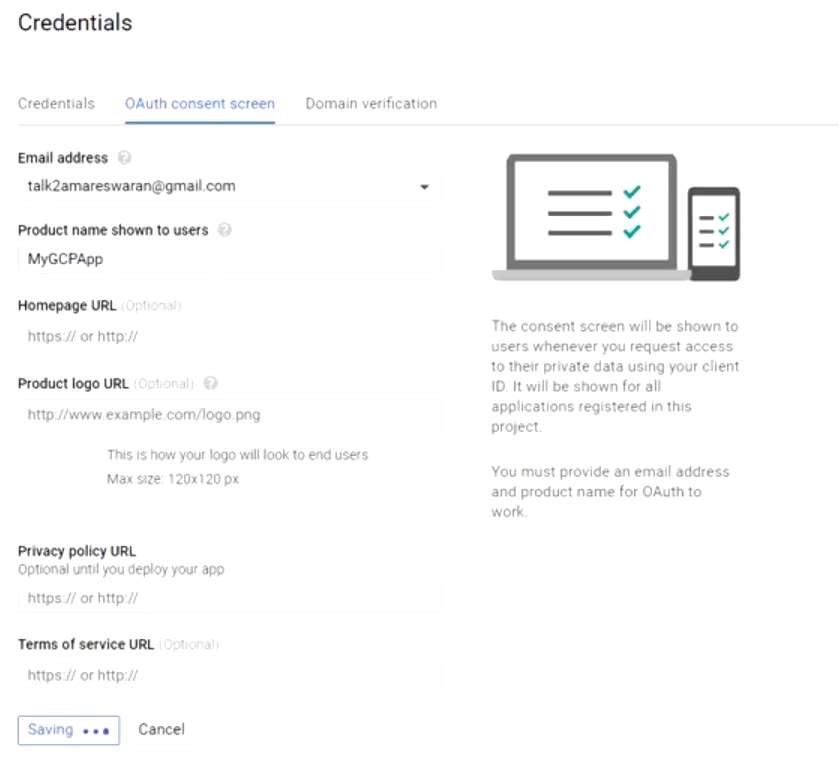 Credentials
Credentials OAuth consent screen Domain verification
Email address
talk2amareswaran@gmail.com
Product name shown to users
MyGCPApp
Homepage URL (Optional)
https:// or http://
Product logo URL (Optional)
http://www.example.com/logo.png
This is how your logo will look to end users
Max size: 120x120 px
Privacy policy URL
Optional until you deploy your app
https:// or http://
Terms of service URL (Optional)
https:// or http://
Saving
Cancel
The consent screen will be shown to
users whenever you request access
to their private data using your client
ID. It will be shown for all
applications registered in this
project.
You must provide an email address
and product name for OAuth to
work.